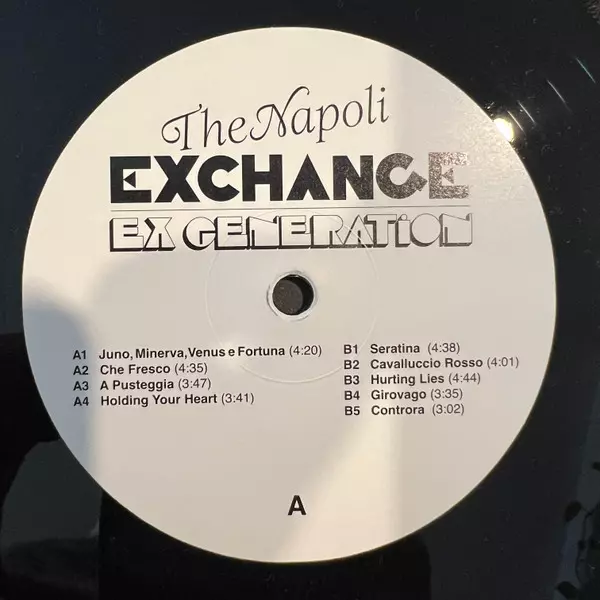 The Napoli
EXCHANGE
EX GENERATiON
A1 Juno, Minerva, Venus e Fortuna (4:20)
A2 Che Fresco (4:35)
A3 A Pusteggia (3:47)
A4 Holding Your Heart (3:41)
B1 Seratina (4:38)
B2 Cavalluccio Rosso (4:01)
B3 Hurting Lies (4:44)
B4 Girovago (3:35)
B5 Controra (3:02)
A